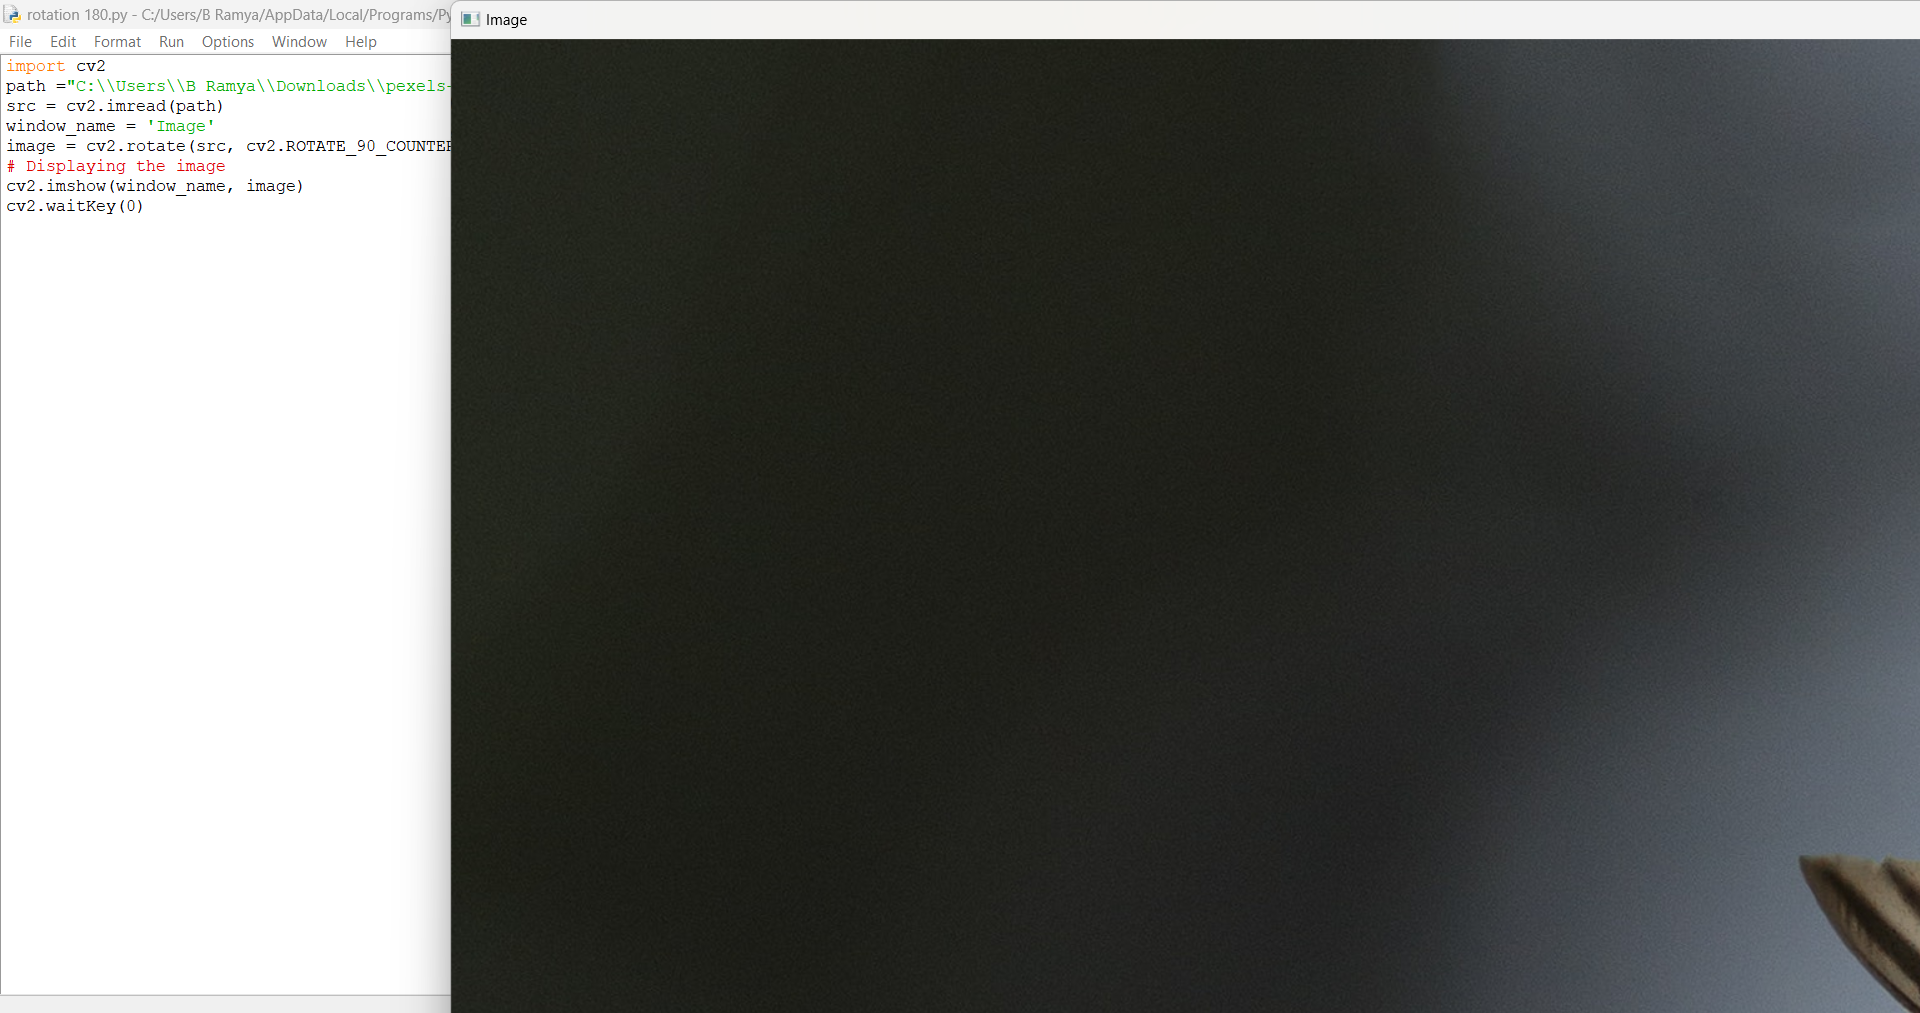 rotation 180.py - C:/Users/B Ramya/AppData/Local/Programs/Py
Image
File Edit Format Run Options Window Help
import cv2
path ="C:\\Users\\B Ramya\\Downloads\\pexels-
src = cv2.imread(path)
window_name = 'Image'
image = cv2.rotate(src, cv2.ROTATE_90_COUNTER
# Displaying the image
cv2.imshow(window_name, image)
cv2.waitKey(0)